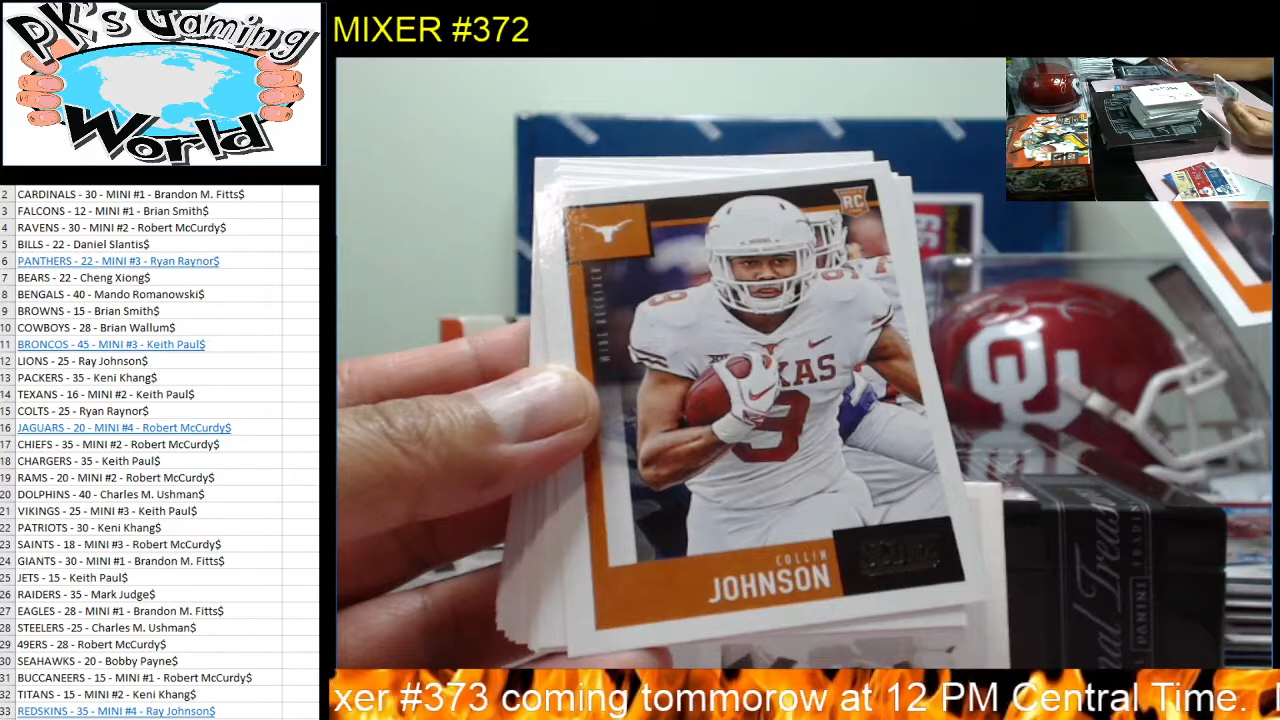 PK's Gaming
World
MIXER #372
2 CARDINALS - 30 - MINI #1 - Brandon M. Fitts$
3 FALCONS - 12 - MINI #1 - Brian Smith$
4 RAVENS - 30 - MINI #2 - Robert McCurdy$
5 BILLS - 22 - Daniel Slantis$
6 PANTHERS - 22 - MINI #3 - Ryan Raynor$
7 BEARS - 22 - Cheng Xiong$
8 BENGALS - 40 - Mando Romanowski$
9 BROWNS - 15 - Brian Smith$
10 COWBOYS - 28 - Brian Wallum$
11 BRONCOS - 45 - MINI #3 - Keith Paul$
12 LIONS - 25 - Ray Johnson$
13 PACKERS - 35 - Keni Khang$
14 TEXANS - 16 - MINI #2 - Keith Paul$
15 COLTS - 25 - Ryan Raynor$
16 JAGUARS - 20 - MINI #4 - Robert McCurdy$
17 CHIEFS - 35 - MINI #2 - Robert McCurdy$
18 CHARGERS - 35 - Keith Paul$
19 RAMS - 20 - MINI #2 - Robert McCurdy$
20 DOLPHINS - 40 - Charles M. Ushman$
21 VIKINGS - 25 - MINI #3 - Keith Paul$
22 PATRIOTS - 30 - Keni Khang$
23 SAINTS - 18 - MINI #3 - Robert McCurdy$
24 GIANTS - 30 - MINI #1 - Brandon M. Fitts$
25 JETS - 15 - Keith Paul$
26 RAIDERS - 35 - Mark Judge$
27 EAGLES - 28 - MINI #1 - Brandon M. Fitts$
28 STEELERS -25 - Charles M. Ushman$
29 49ERS - 28 - Robert McCurdy$
30 SEAHAWKS - 20 - Bobby Payne$
31 BUCCANEERS - 15 - MINI #1 - Robert McCurdy$
32 TITANS - 15 - MINI #2 - Keni Khang$
33 REDSKINS - 35 - MINI #4 - Ray Johnson$
RC
WIDE RECEIVER
9
TEXAS
9
COLLIN
JOHNSON
SCORE
OU
PANINI
xer #373 coming tommorow at 12 PM Central Time.